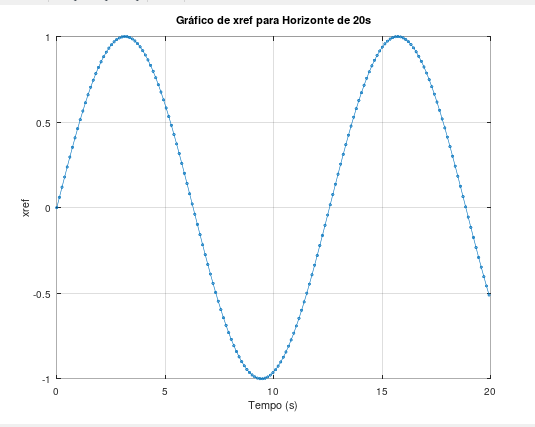 Gráfico de xref para Horizonte de 20s
1
0.5
0
-0.5
-1
xref
0 5 10 15 20
Tempo (s)